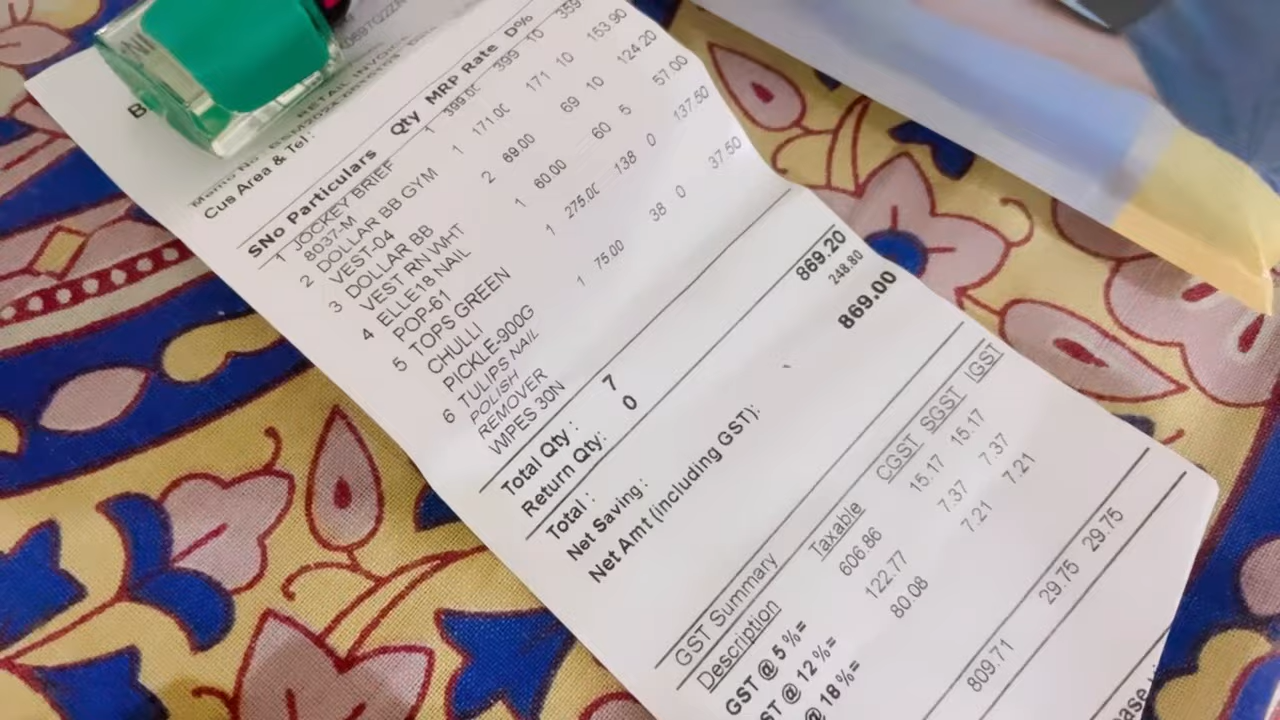 RETAIL INVOICE
Cus Area & Tel :
SNo Particulars Qty MRP Rate D%
1 JOCKEY BRIEF 1 399.00 399 10 359
8037-M
2 DOLLAR BB GYM 1 171.00 171 10 153.90
VEST-04
3 DOLLAR BB 2 69.00 69 10 124.20
VEST RN WHT
4 ELLE18 NAIL 1 60.00 60 5 57.00
POP-61
5 TOPS GREEN 1 275.00 138 0 137.50
CHULLI
PICKLE-900G
6 TULIPS NAIL 1 75.00 38 0 37.50
POLISH
REMOVER
WIPES 30N
Total Qty : 7
Return Qty: 0
Total : 869.20
Net Saving : 248.80
Net Amt (including GST): 869.00
GST Summary
Description Taxable CGST SGST IGST
GST @ 5 %= 606.86 15.17 15.17
ST @ 12 %= 122.77 7.37 7.37
@ 18 %= 80.08 7.21 7.21
809.71 29.75 29.75